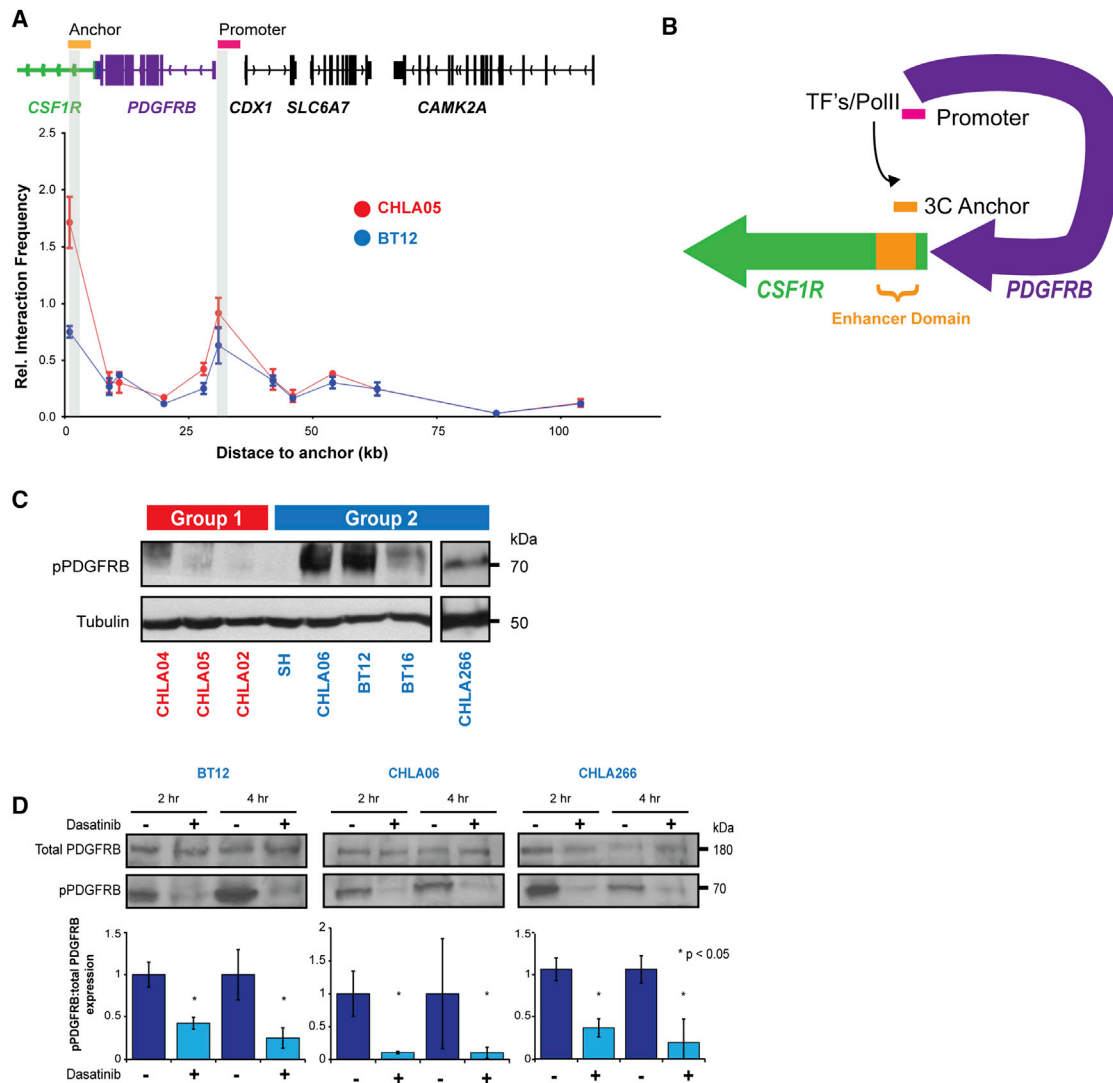 A
Anchor
Promoter
CSF1R
PDGFRB
CDX1
SLC6A7
CAMK2A
2.5
2.0
1.5
1.0
0.5
0.0
Rel. Interaction Frequency
CHLA05
BT12
0
25
50
75
100
Distace to anchor (kb)
B
TF's/PolII
Promoter
3C Anchor
CSF1R
PDGFRB
Enhancer Domain
C
Group 1
Group 2
kDa
pPDGFRB
70
Tubulin
50
CHLA04
CHLA05
CHLA02
SH
CHLA06
BT12
BT16
CHLA266
D
BT12
CHLA06
CHLA266
2 hr 4 hr 2 hr 4 hr 2 hr 4 hr
Dasatinib - + - + - + - + - + - + kDa
Total PDGFRB 180
pPDGFRB 70
pPDGFRB:total PDGFRB
expression
1.5
1
0.5
0
* *
2
1.5
1
0.5
0
* *
1.5
1
0.5
0
* *
* p < 0.05
Dasatinib - + - + - + - + - + - +